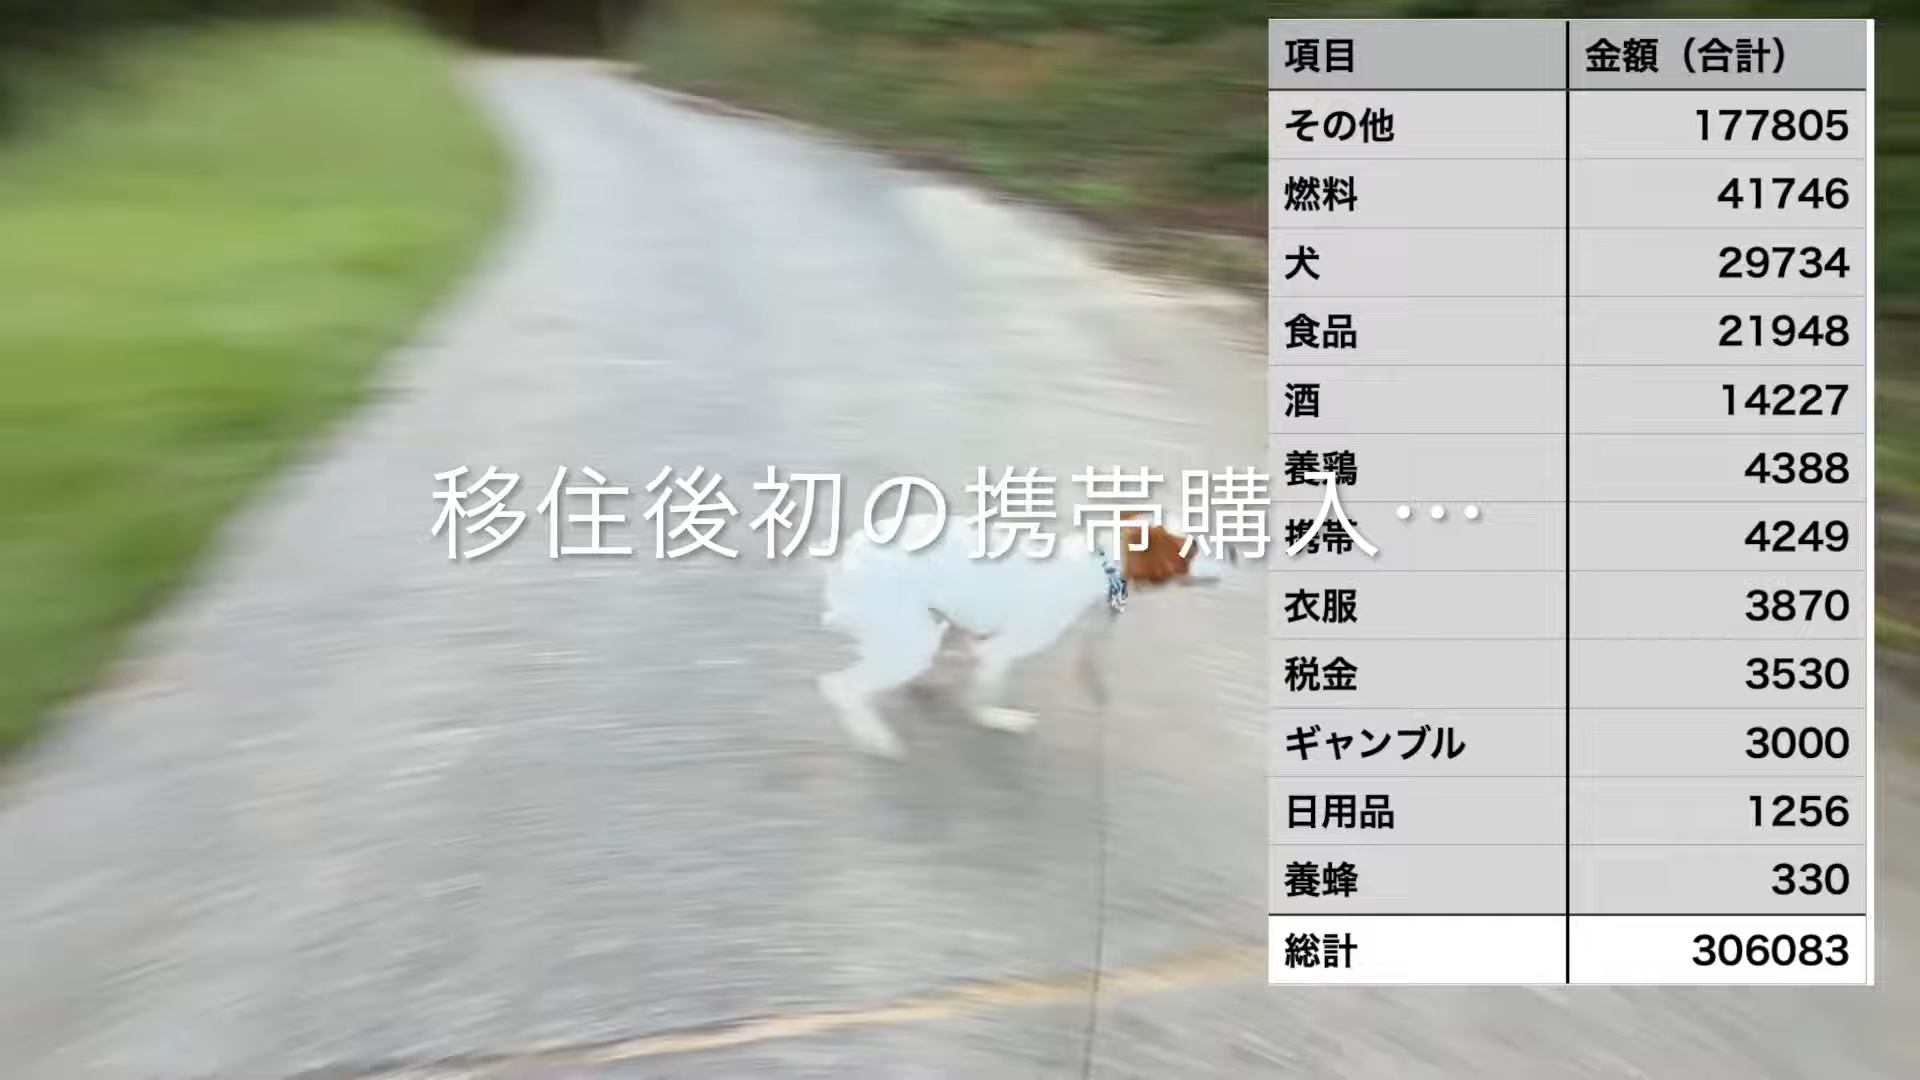 項目 金額（合計）
その他 177805
燃料 41746
犬 29734
食品 21948
酒 14227
養鶏 4388
携帯 4249
衣服 3870
税金 3530
ギャンブル 3000
日用品 1256
養蜂 330
総計 306083
移住後初の携帯購入…